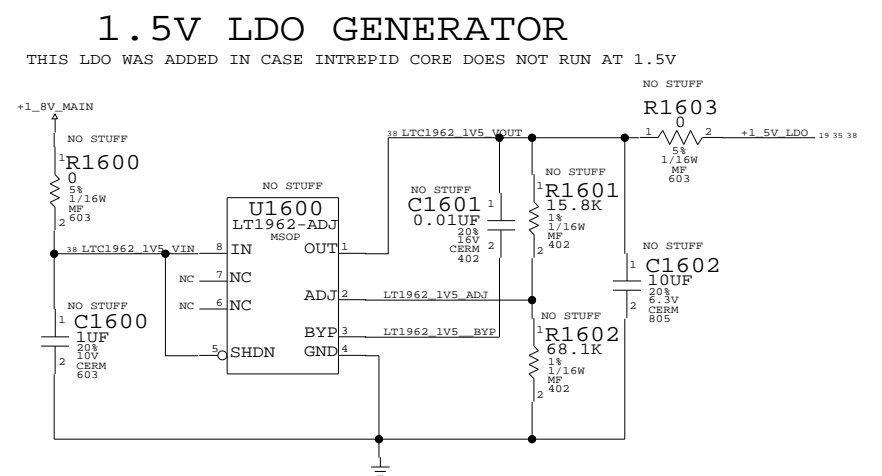 1.5V LDO GENERATOR
THIS LDO WAS ADDED IN CASE INTREPID CORE DOES NOT RUN AT 1.5V
+1_8V_MAIN
NO STUFF
1
R1600
0
5%
1/16W
MF
603
2
38 LTC1962_1V5_VIN
NO STUFF
1
C1600
1UF
20%
10V
CERM
603
2
NO STUFF
U1600
LT1962-ADJ
MSOP
8
IN
OUT
1
NC
7
NC
NC
6
NC
ADJ
2
BYP
3
5
SHDN
GND
4
38 LTC1962_1V5_VOUT
LT1962_1V5_ADJ
LT1962_1V5__BYP
NO STUFF
C1601
0.01UF
20%
16V
CERM
402
1
2
NO STUFF
1
R1601
15.8K
1%
1/16W
MF
402
2
NO STUFF
1
R1602
68.1K
1%
1/16W
MF
402
2
NO STUFF
R1603
0
1
2
5%
1/16W
MF
603
+1_5V_LDO
19 35 38
NO STUFF
1
C1602
10UF
20%
6.3V
CERM
805
2